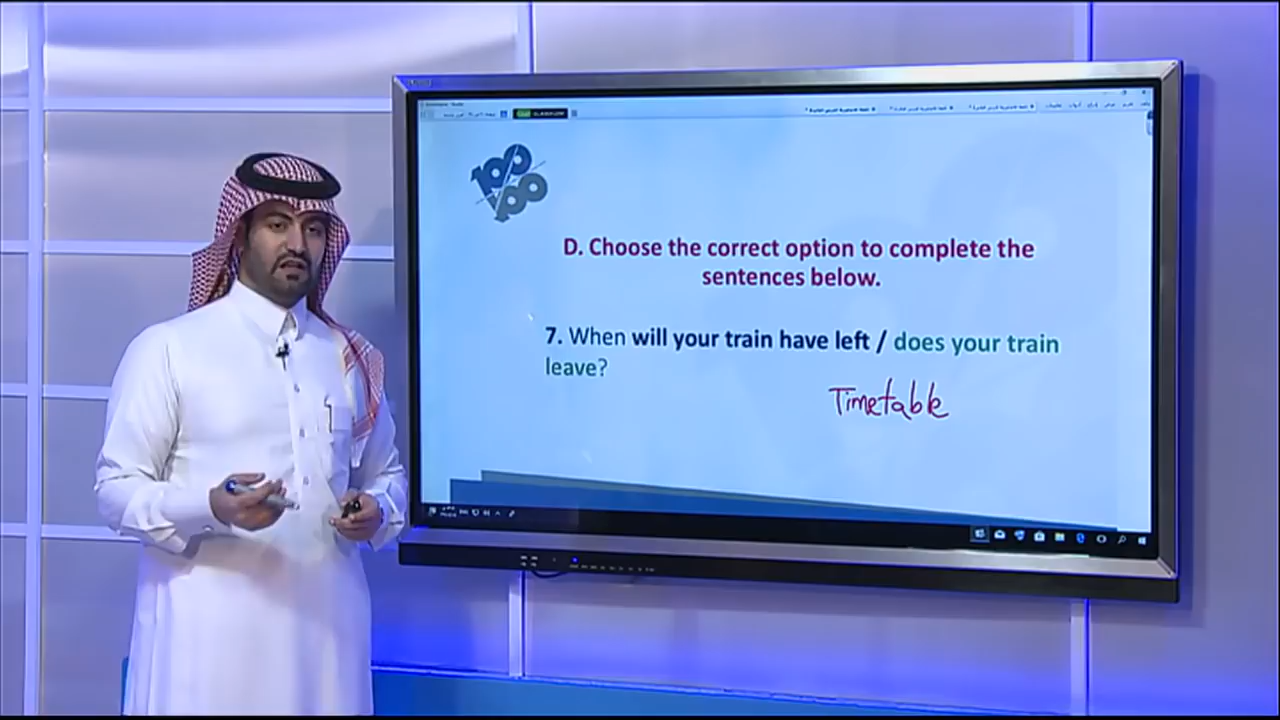 100
100
D. Choose the correct option to complete the
sentences below.
7. When will your train have left / does your train
leave?
Timetable